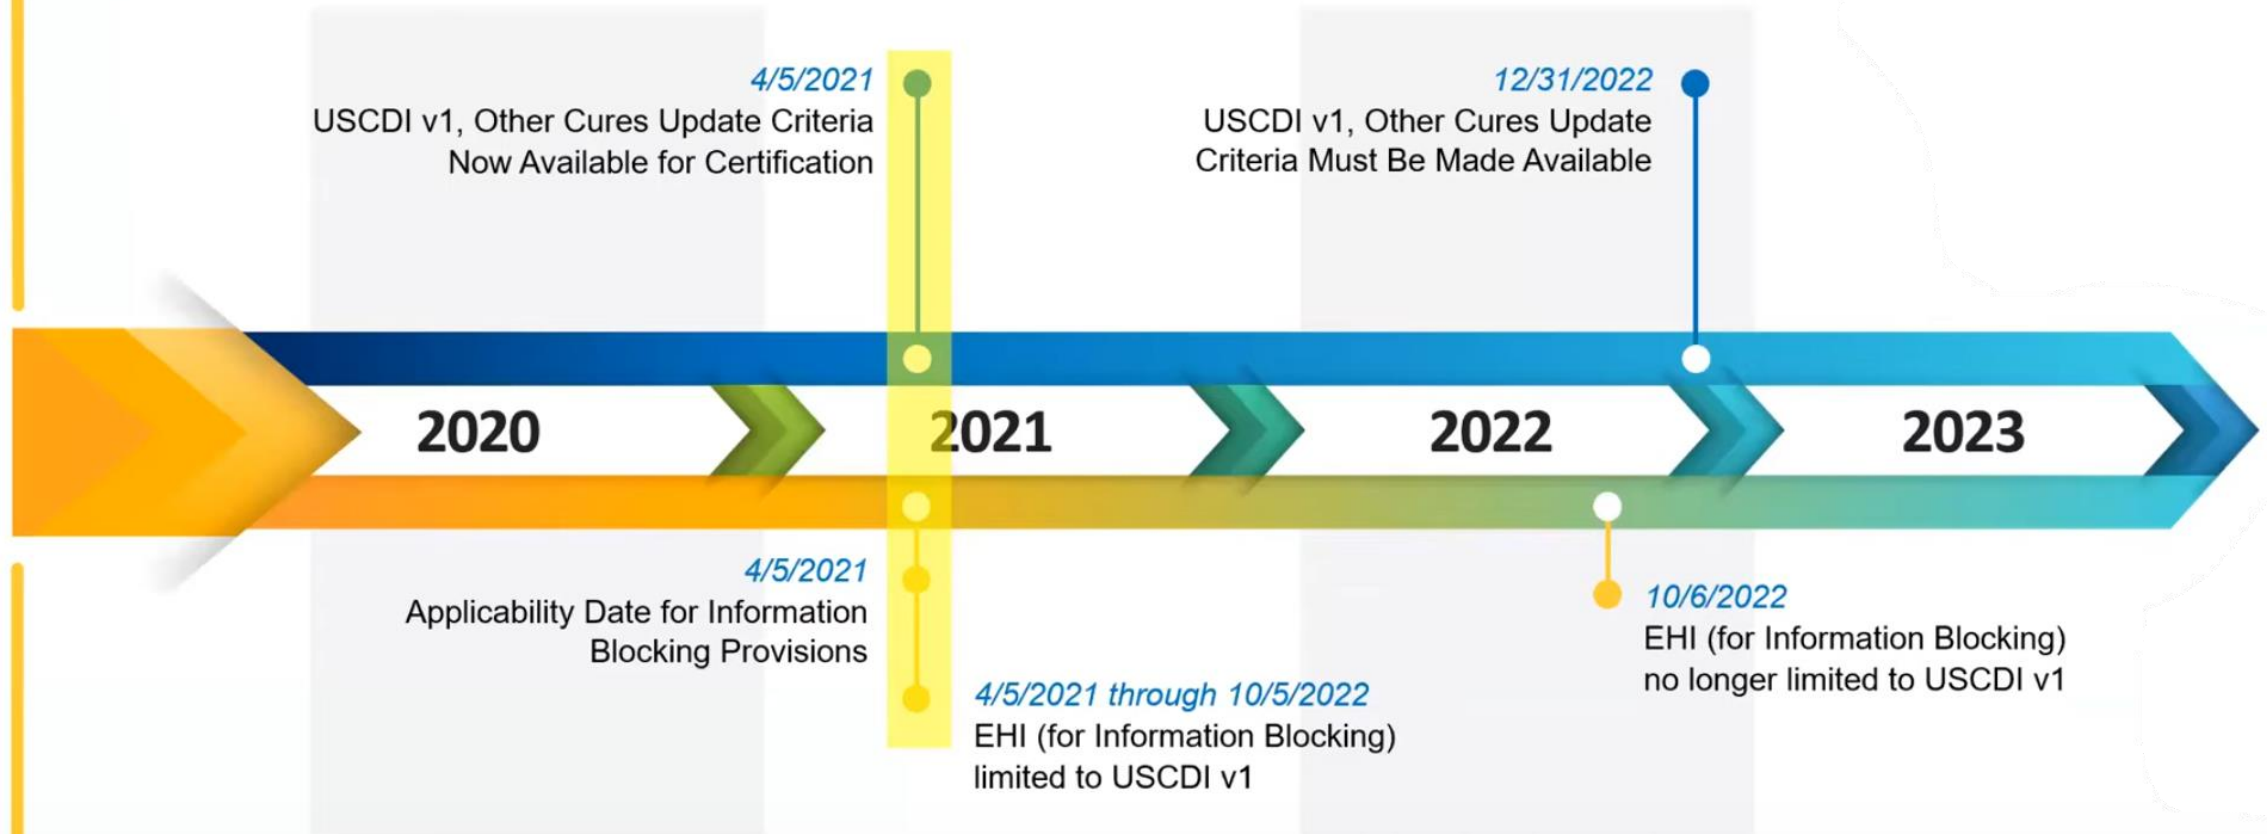 4/5/2021
USCDI v1, Other Cures Update Criteria
Now Available for Certification
12/31/2022
USCDI v1, Other Cures Update
Criteria Must Be Made Available
2020
2021
2022
2023
4/5/2021
Applicability Date for Information
Blocking Provisions
4/5/2021 through 10/5/2022
EHI (for Information Blocking)
limited to USCDI v1
10/6/2022
EHI (for Information Blocking)
no longer limited to USCDI v1